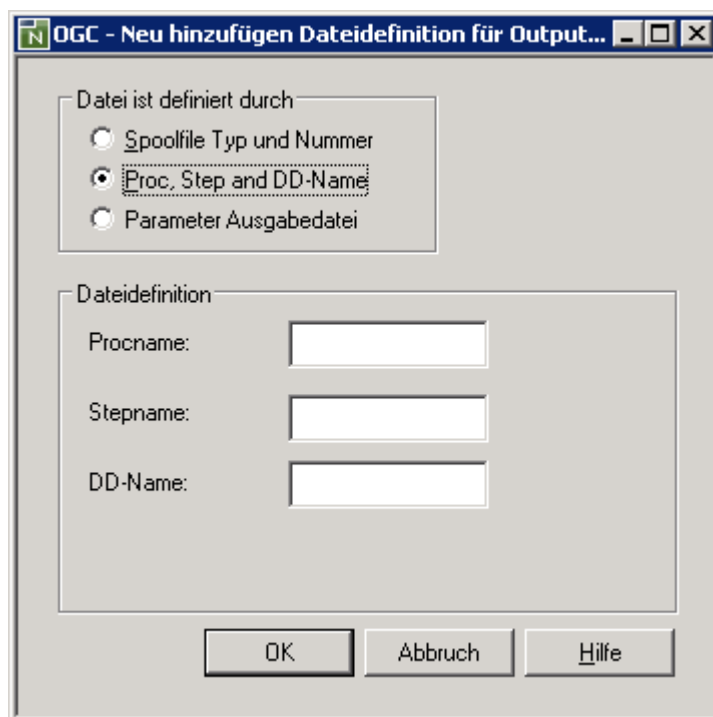 OGC - Neu hinzufügen Dateidefinition für Output...
Datei ist definiert durch
Spoolfile Typ und Nummer
Proc, Step and DD-Name
Parameter Ausgabedatei
Dateidefinition
Procname:
Stepname:
DD-Name:
OK Abbruch Hilfe